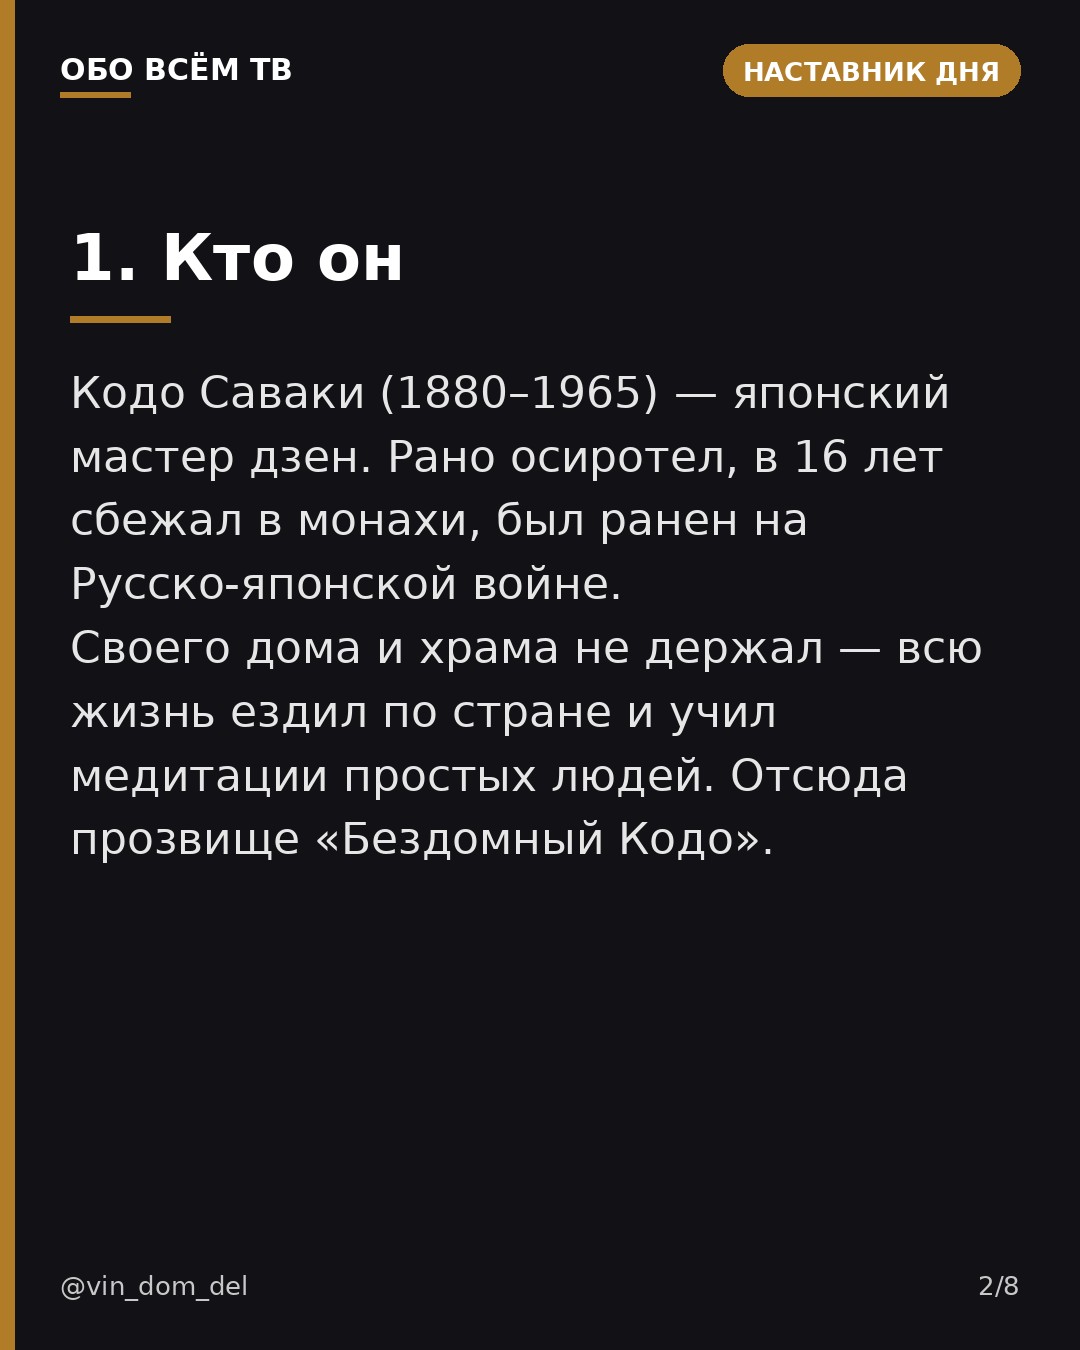 ОБО ВСЁМ ТВ
НАСТАВНИК ДНЯ
1. Кто он
Кодо Саваки (1880–1965) — японский
мастер дзен. Рано осиротел, в 16 лет
сбежал в монахи, был ранен на
Русско-японской войне.
Своего дома и храма не держал — всю
жизнь ездил по стране и учил
медитации простых людей. Отсюда
прозвище «Бездомный Кодо».
@vin_dom_del
2/8